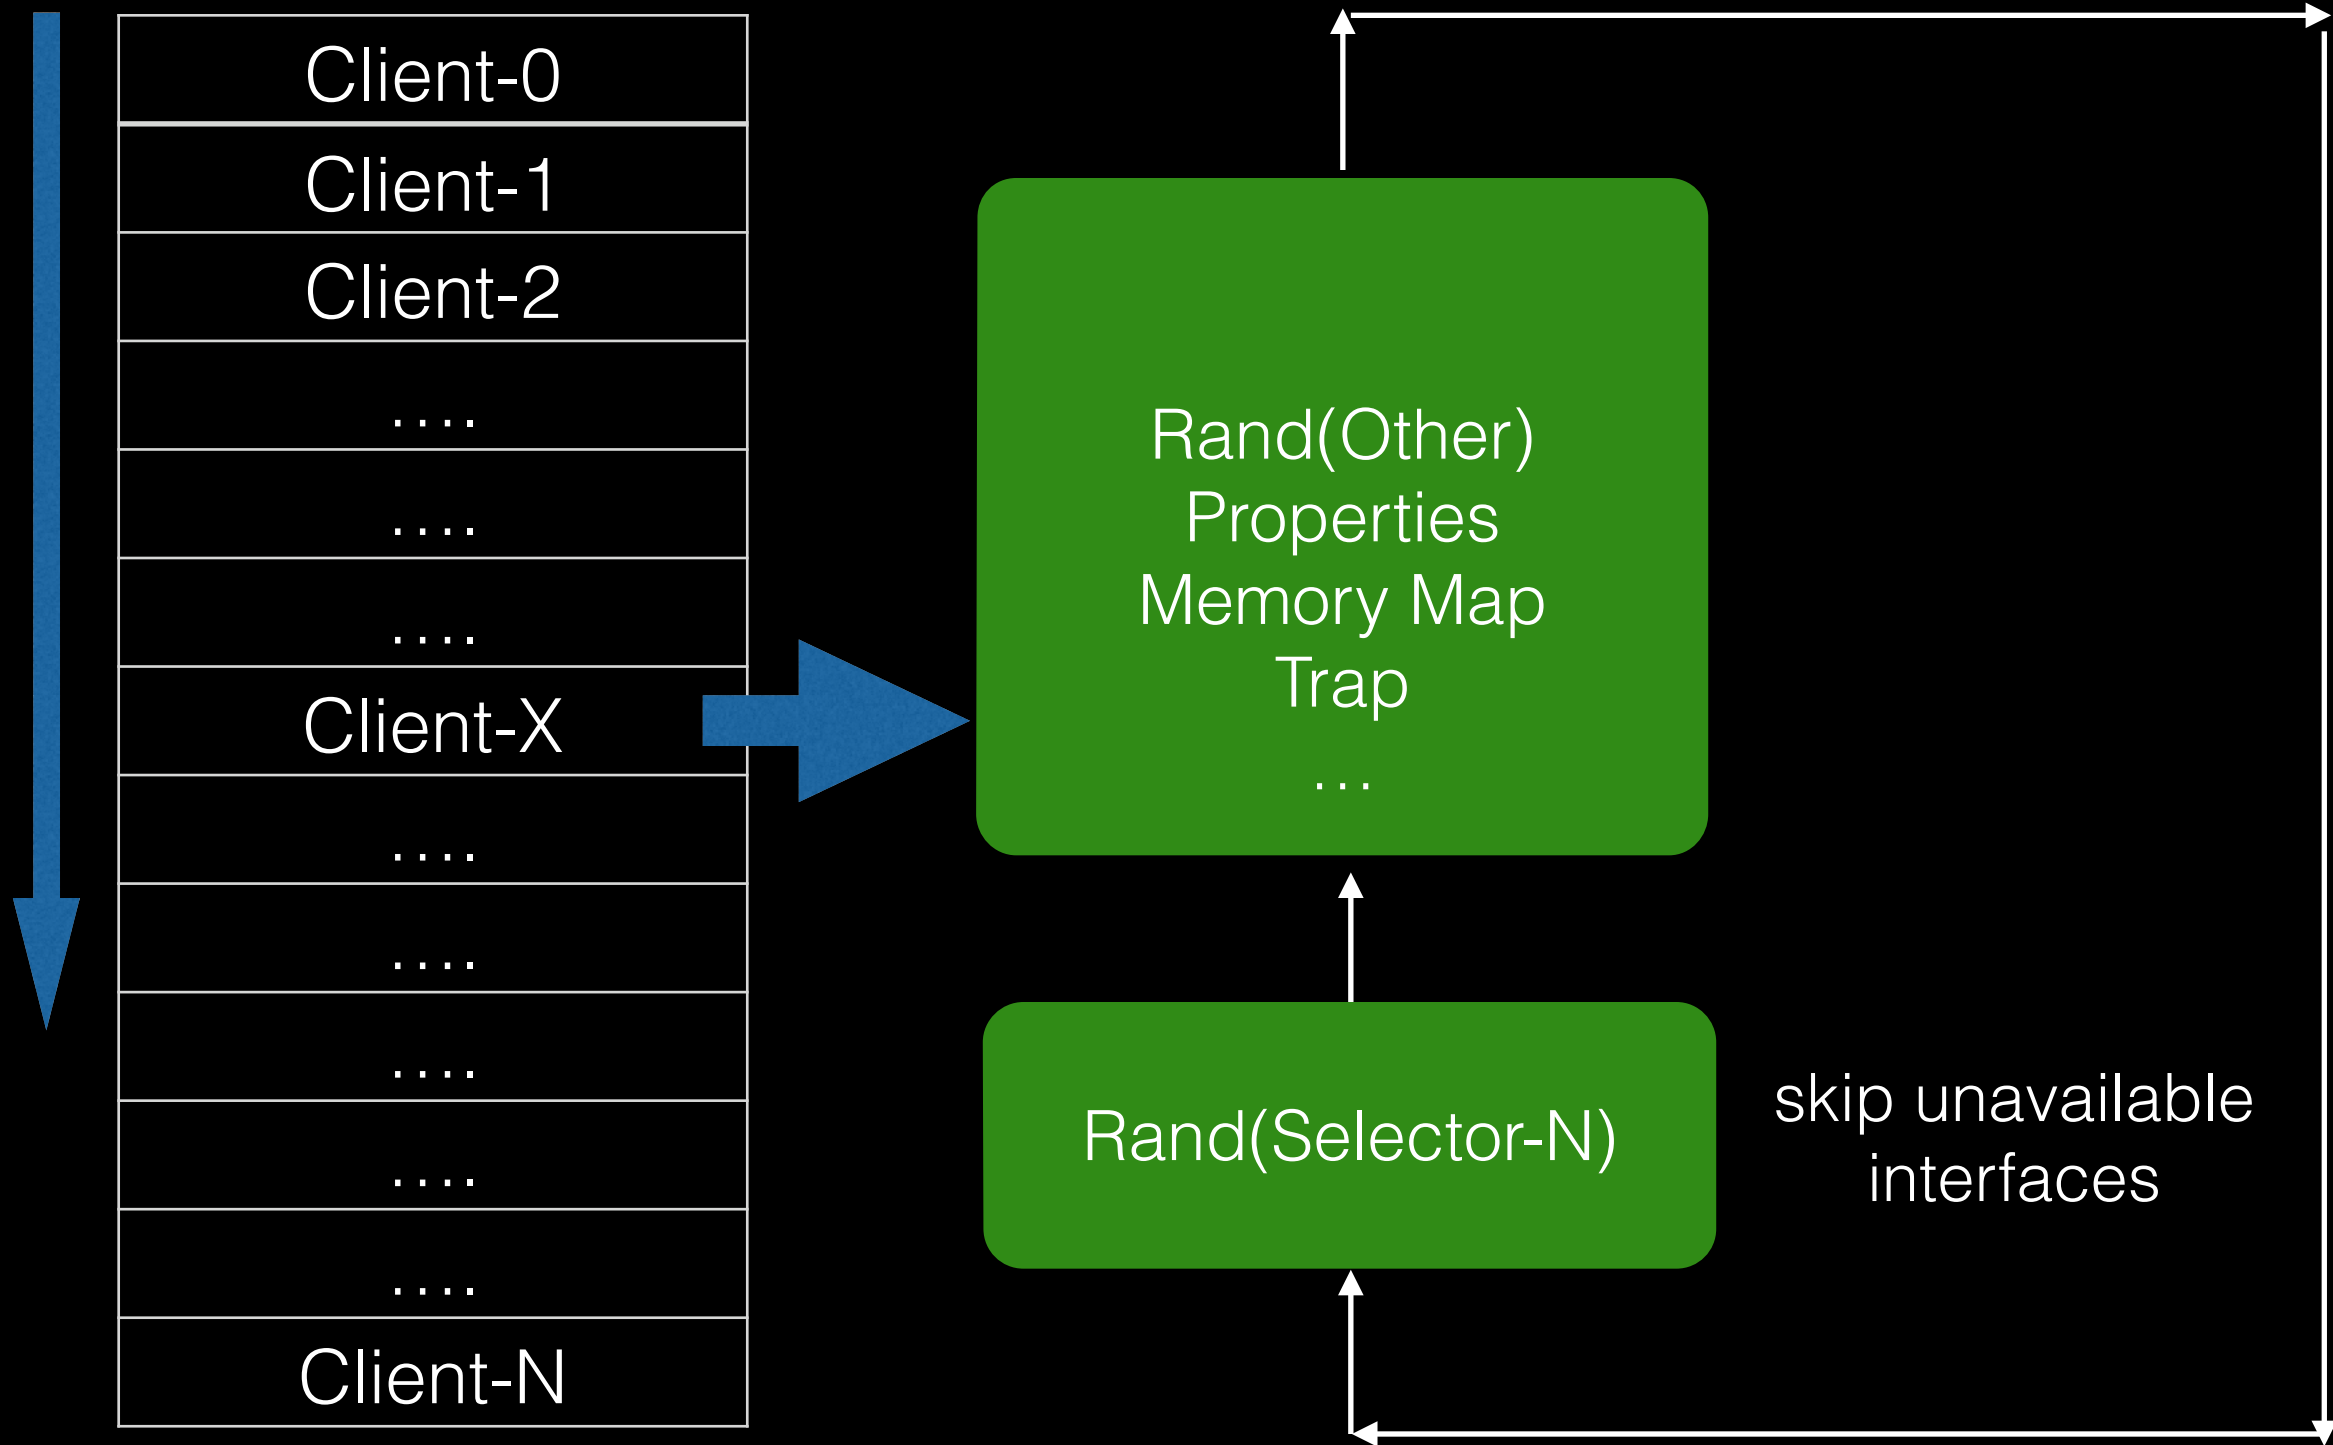 Client-0
Client-1
Client-2
....
....
....
Client-X
....
....
....
....
....
Client-N
Rand(Other)
Properties
Memory Map
Trap
...
Rand(Selector-N)
skip unavailable
interfaces